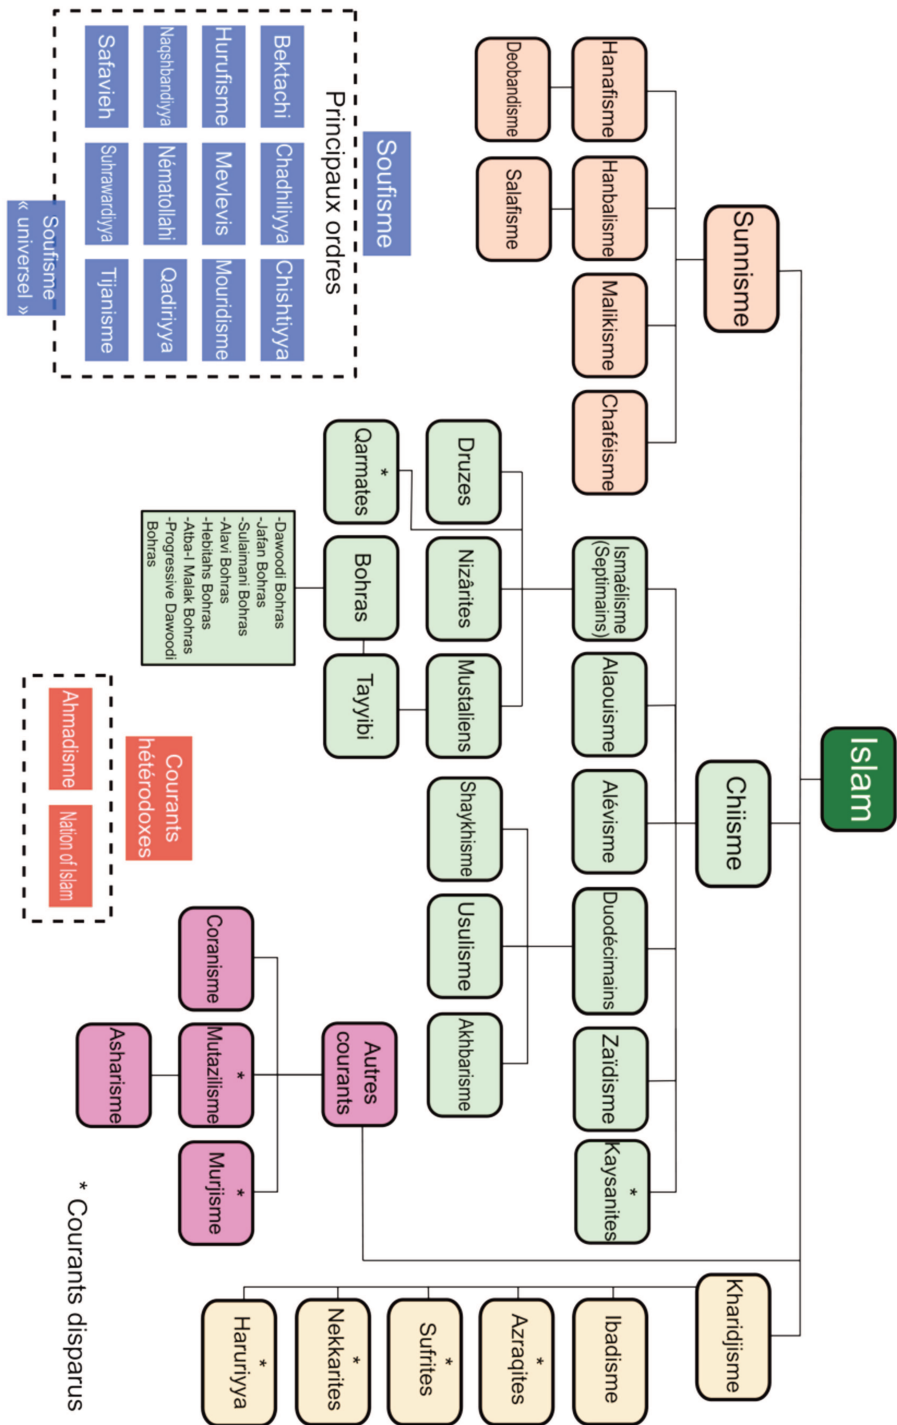 Islam
Sunnisme
Chiisme
Kharidjisme
Hanafisme
Hanbalisme
Malikisme
Chaféisme
Deobandisme
Salafisme
Ismaélisme
(Septimains)
Alaouisme
Alévisme
Duodécimains
Zaïdisme
*
Kaysanites
Druzes
Nizârites
Mustaliens
*
Qarmates
Bohras
Tayyibi
-Dawoodi Bohras
-Jafan Bohras
-Sulaimani Bohras
-Alavi Bohras
-Hebitahs Bohras
-Atba-I Malak Bohras
-Progressive Dawoodi
Bohras
Shaykhisme
Usulisme
Akhbarisme
Ibadisme
*
Azraqites
*
Sufrites
*
Nekkarites
*
Haruriyya
Autres
courants
Coranisme
*
Mutazilisme
*
Murjisme
Asharisme
Soufisme
Principaux ordres
Bektachi
Chadhiliyya
Chishtiyya
Hurufisme
Mevlevis
Mouridisme
Naqshbandiyya
Nématollahi
Qadiriyya
Safavieh
Suhrawardiyya
Tijanisme
Soufisme
« universel »
Courants
hétérodoxes
Ahmadisme
Nation of Islam
* Courants disparus